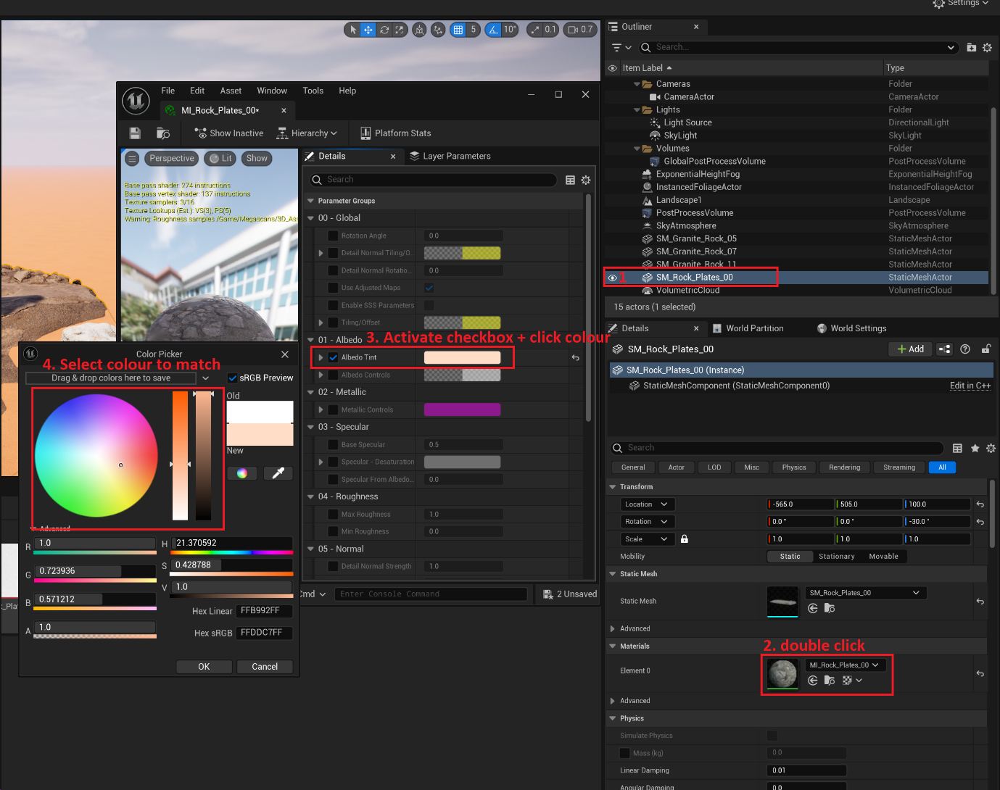 Settings
5
10°
0.1
0.7
Outliner
Search...
Item Label
Type
Cameras
Folder
CameraActor
CameraActor
Lights
Folder
Light Source
DirectionalLight
SkyLight
SkyLight
Volumes
Folder
GlobalPostProcessVolume
PostProcessVolume
ExponentialHeightFog
ExponentialHeightFog
InstancedFoliageActor
InstancedFoliageActor
Landscape1
Landscape
PostProcessVolume
PostProcessVolume
SkyAtmosphere
SkyAtmosphere
SM_Granite_Rock_05
StaticMeshActor
SM_Granite_Rock_07
StaticMeshActor
SM_Granite_Rock_11
StaticMeshActor
1
SM_Rock_Plates_00
StaticMeshActor
VolumetricCloud
VolumetricCloud
15 actors (1 selected)
File Edit Asset Window Tools Help
MI_Rock_Plates_00*
Show Inactive
Hierarchy
Platform Stats
Perspective
Lit
Show
Base pass shader: 274 instructions
Base pass vertex shader: 137 instructions
Texture samplers: 3/16
Texture Lookups (Est.): VS(3), PS(5)
Warning: Roughness samples /Game/Megascans/3D_Ass
Details
Layer Parameters
Search
Parameter Groups
00 - Global
Rotation Angle
0.0
Detail Normal Tiling/O...
Detail Normal Rotatio...
0.0
Use Adjusted Maps
Enable SSS Parameters
Tiling/Offset
01 - Albedo
3. Activate checkbox + click colour
Albedo Tint
Albedo Controls
02 - Metallic
Metallic Controls
03 - Specular
Base Specular
0.5
Specular - Desaturation
Specular From Albedo...
0.0
04 - Roughness
Max Roughness
1.0
Min Roughness
0.0
05 - Normal
Detail Normal Strength
1.0
Cmd
Enter Console Command
2 Unsaved
Color Picker
4. Select colour to match
Drag & drop colors here to save
sRGB Preview
Old
New
Advanced
R
1.0
H
21.370592
G
0.723936
S
0.428788
B
0.571212
V
1.0
Hex Linear
FFB992FF
A
1.0
Hex sRGB
FFDDC7FF
OK
Cancel
Details
World Partition
World Settings
SM_Rock_Plates_00
Add
SM_Rock_Plates_00 (Instance)
StaticMeshComponent (StaticMeshComponent0)
Edit in C++
Search
General
Actor
LOD
Misc
Physics
Rendering
Streaming
All
Transform
Location
-565.0
505.0
100.0
Rotation
0.0 °
0.0 °
-30.0 °
Scale
1.0
1.0
1.0
Mobility
Static
Stationary
Movable
Static Mesh
Static Mesh
SM_Rock_Plates_00
Advanced
Materials
2. double click
Element 0
MI_Rock_Plates_00
Advanced
Physics
Simulate Physics
Mass (kg)
0.0
Linear Damping
0.01
Angular Damping
0.0